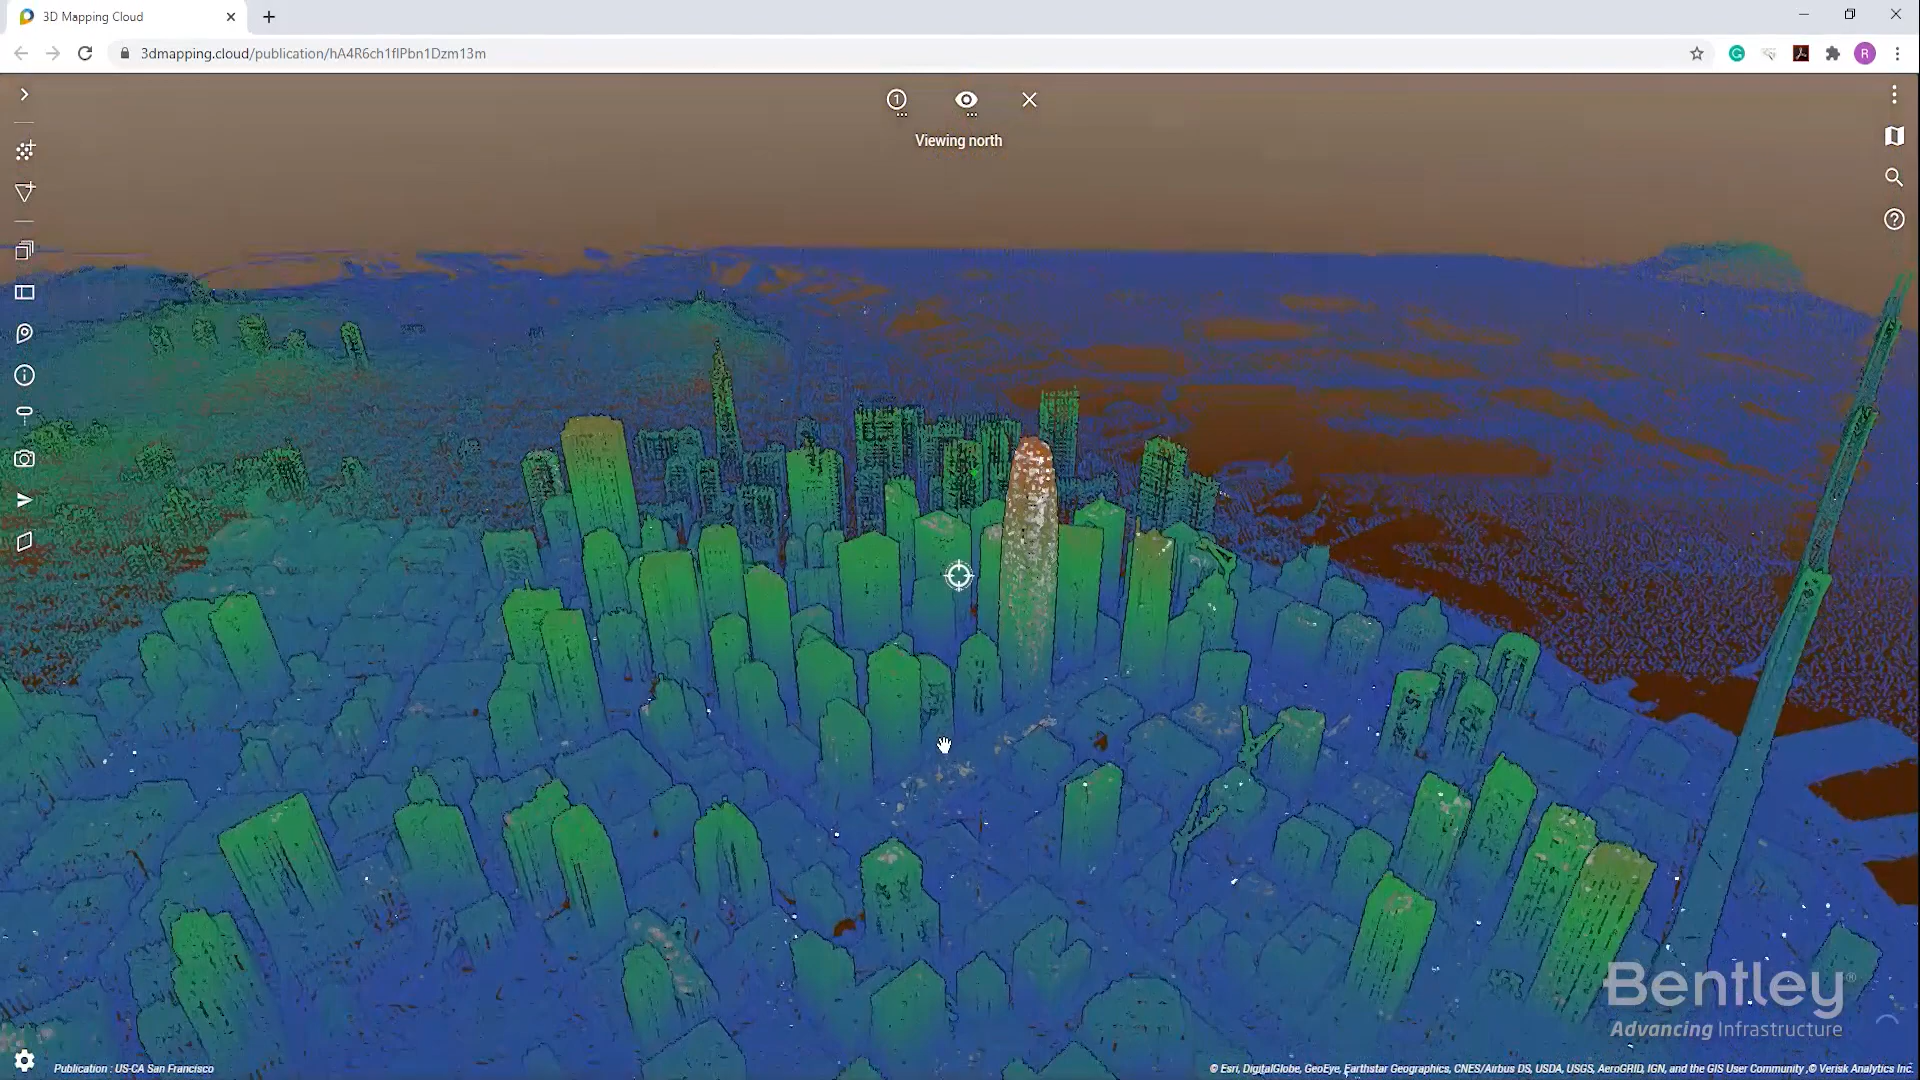 3D Mapping Cloud
3dmapping.cloud/publication/hA4R6ch1flPbn1Dzm13m
R
1
Viewing north
Bentley®
Advancing Infrastructure
Publication : US-CA San Francisco
© Esri, DigitalGlobe, GeoEye, Earthstar Geographics, CNES/Airbus DS, USDA, USGS, AeroGRID, IGN, and the GIS User Community ,© Verisk Analytics Inc.